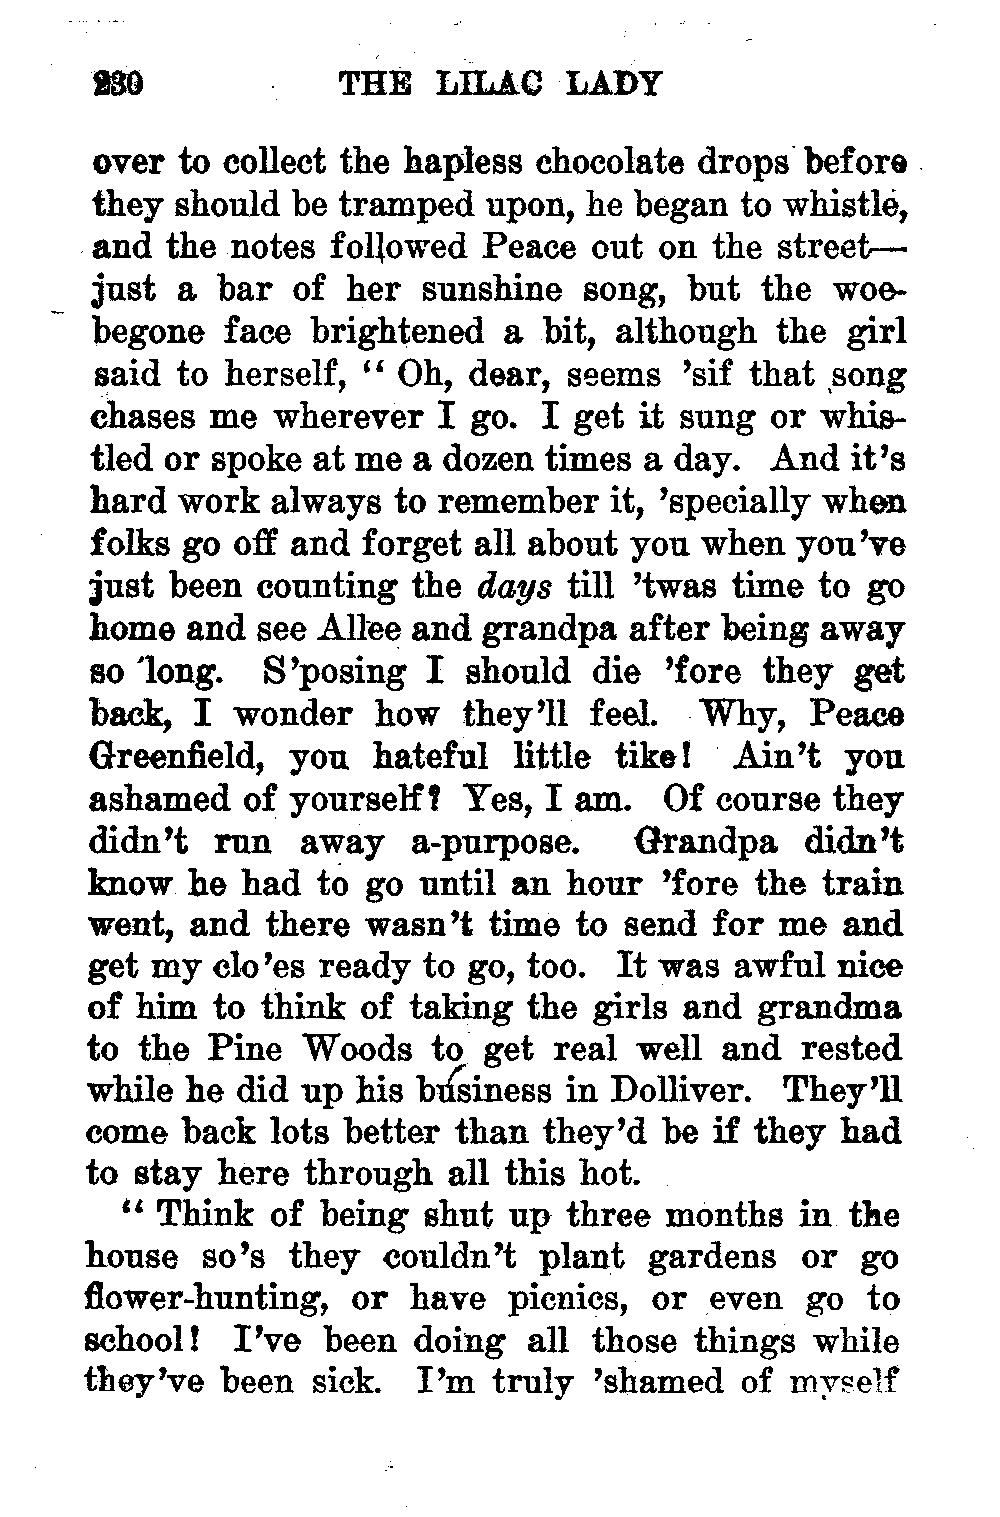 230 THE LILAC LADY
over to collect the hapless chocolate drops before
they should be tramped upon, he began to whistle,
and the notes followed Peace out on the street—
just a bar of her sunshine song, but the woe-
begone face brightened a bit, although the girl
said to herself, “ Oh, dear, seems ’sif that song
chases me wherever I go. I get it sung or whis-
tled or spoke at me a dozen times a day. And it’s
hard work always to remember it, ’specially when
folks go off and forget all about you when you’ve
just been counting the days till ’twas time to go
home and see Allee and grandpa after being away
so long. S’posing I should die ’fore they get
back, I wonder how they’ll feel. Why, Peace
Greenfield, you hateful little tike! Ain’t you
ashamed of yourself? Yes, I am. Of course they
didn’t run away a-purpose. Grandpa didn’t
know he had to go until an hour ’fore the train
went, and there wasn’t time to send for me and
get my clo’es ready to go, too. It was awful nice
of him to think of taking the girls and grandma
to the Pine Woods to get real well and rested
while he did up his business in Dolliver. They’ll
come back lots better than they’d be if they had
to stay here through all this hot.
“ Think of being shut up three months in the
house so’s they couldn’t plant gardens or go
flower-hunting, or have picnics, or even go to
school! I’ve been doing all those things while
they’ve been sick. I’m truly ’shamed of myself